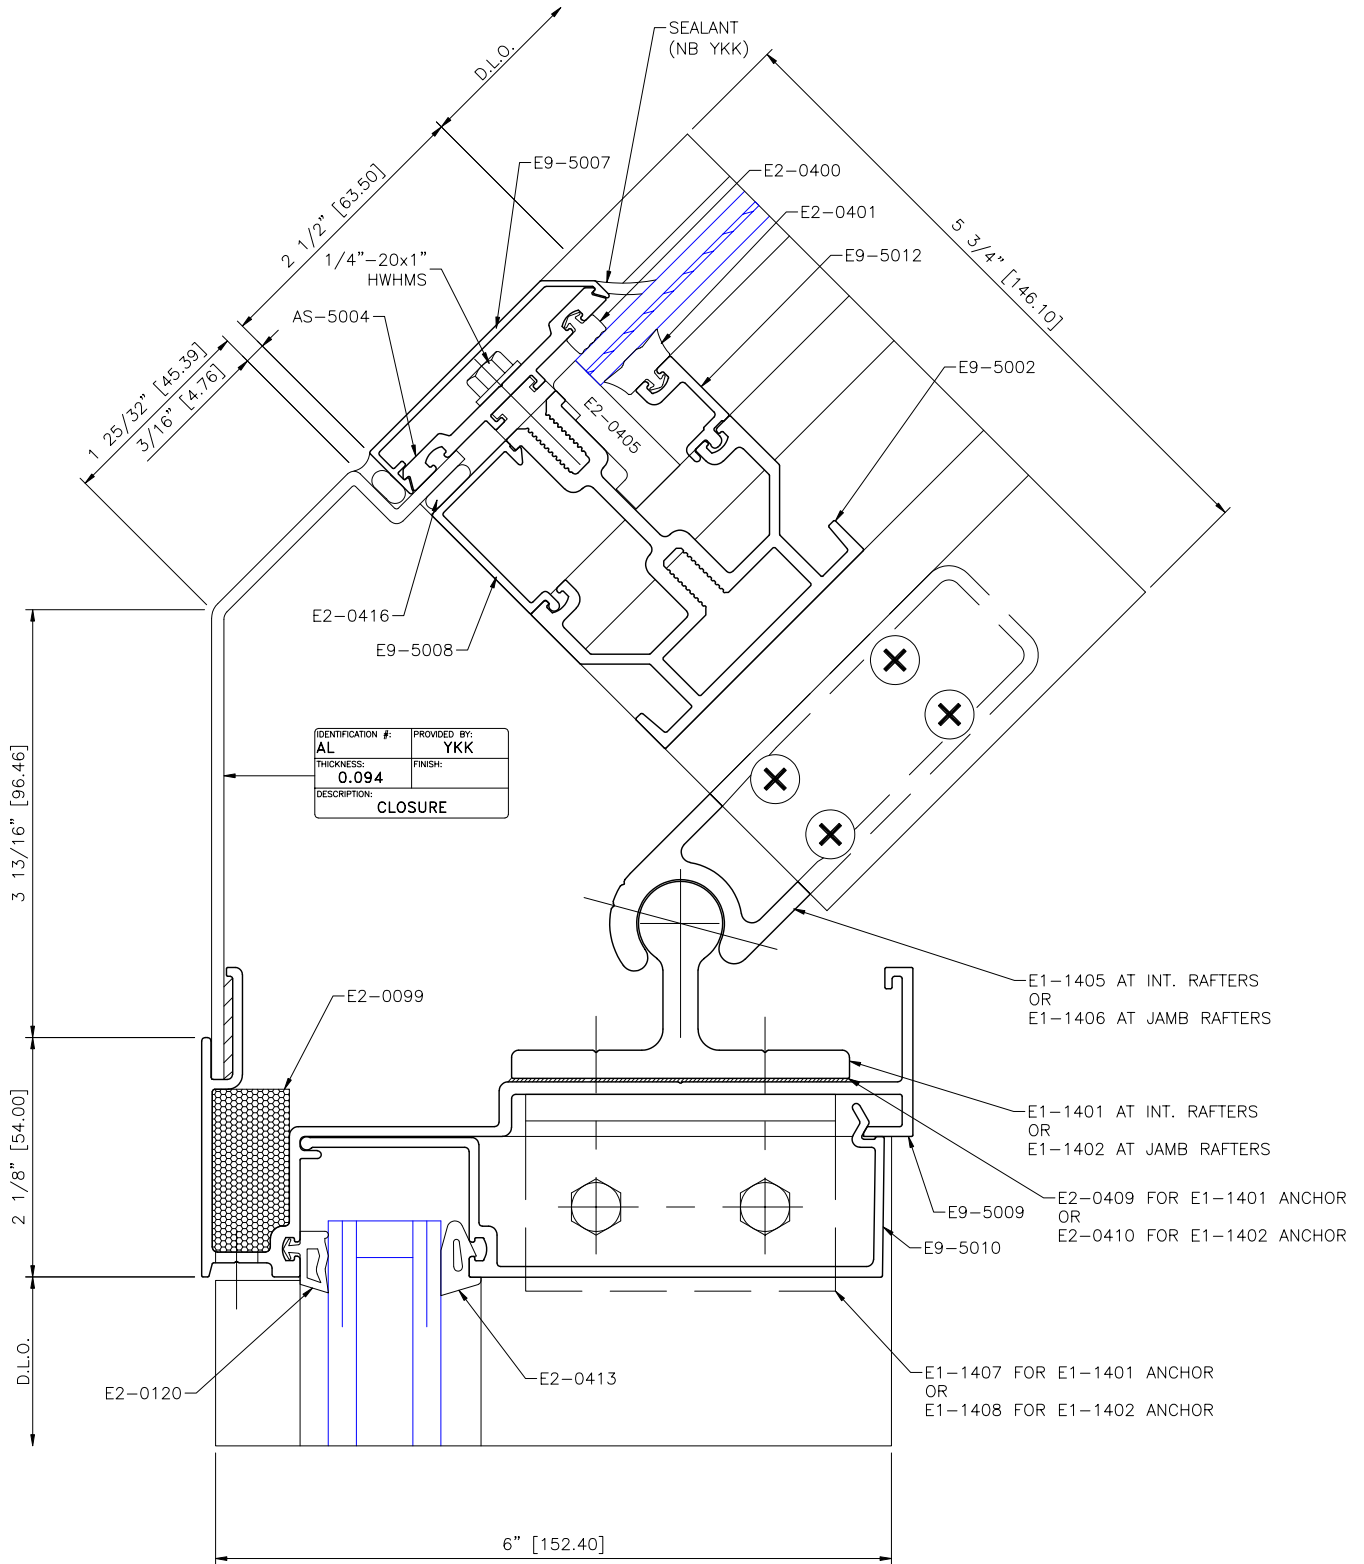 D.L.O.
SEALANT
(NB YKK)
E9-5007
2 1/2" [63.50]
E2-0400
E2-0401
1/4"-20x1"
HWHMS
E9-5012
5 3/4" [146.10]
AS-5004
1 25/32" [45.39]
3/16" [4.76]
E9-5002
E2-0405
E2-0416
E9-5008
IDENTIFICATION #:
AL
PROVIDED BY:
YKK
THICKNESS:
0.094
FINISH:
DESCRIPTION:
CLOSURE
3 13/16" [96.46]
E2-0099
E1-1405 AT INT. RAFTERS
OR
E1-1406 AT JAMB RAFTERS
E1-1401 AT INT. RAFTERS
OR
E1-1402 AT JAMB RAFTERS
2 1/8" [54.00]
E2-0409 FOR E1-1401 ANCHOR
OR
E2-0410 FOR E1-1402 ANCHOR
E9-5009
E9-5010
D.L.O.
E2-0120
E2-0413
E1-1407 FOR E1-1401 ANCHOR
OR
E1-1408 FOR E1-1402 ANCHOR
6" [152.40]